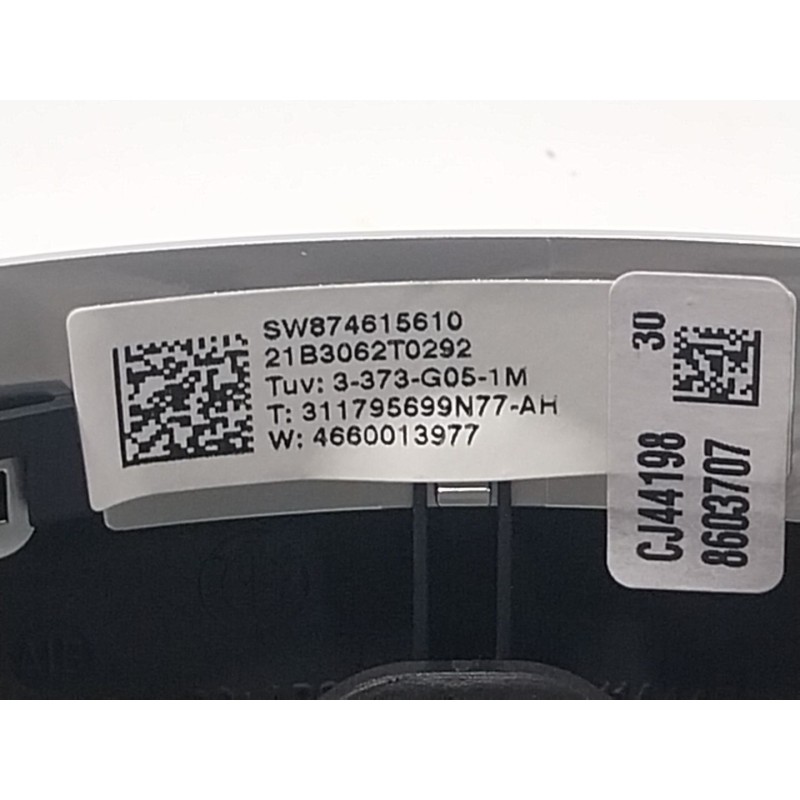 SW874615610
21B3062T0292
Tuv: 3-373-G05-1M
T: 311795699N77-AH
W: 4660013977
30
CJ44198
8603707